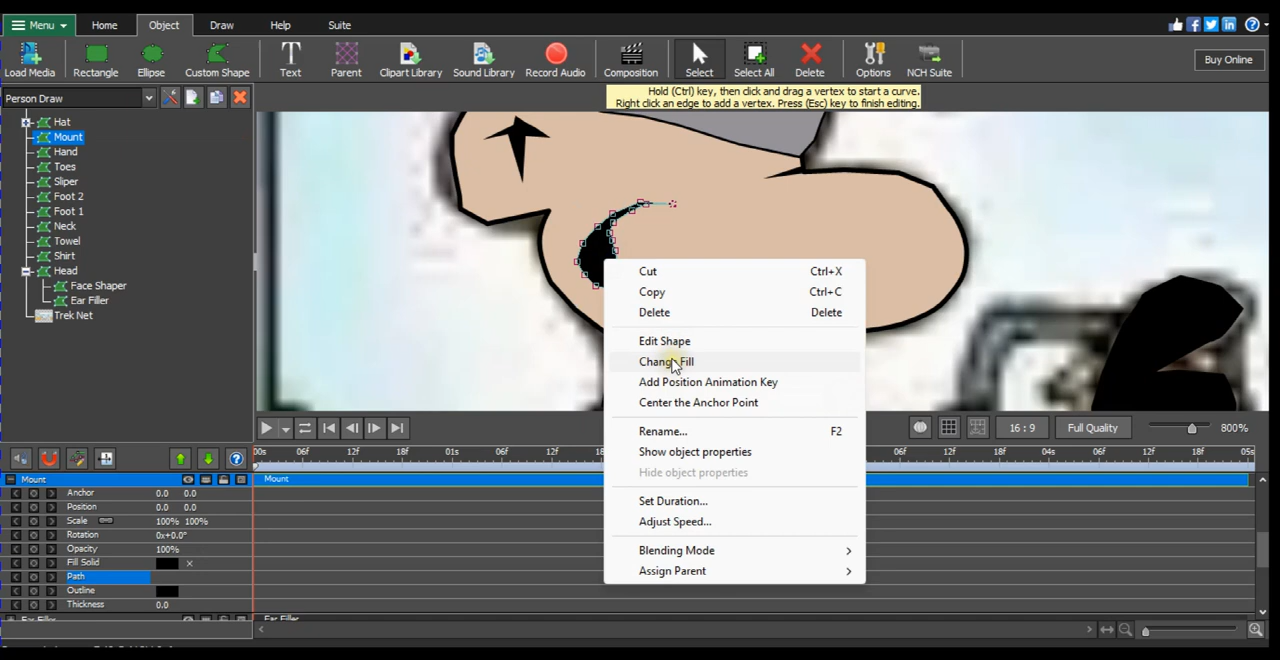 Menu
Home
Object
Draw
Help
Suite
Load Media
Rectangle
Ellipse
Custom Shape
Text
Parent
Clipart Library
Sound Library
Record Audio
Composition
Select
Select All
Delete
Options
NCH Suite
Buy Online
Person Draw
Hold (Ctrl) key, then click and drag a vertex to start a curve.
Right click an edge to add a vertex. Press (Esc) key to finish editing.
Hat
Mount
Hand
Toes
Sliper
Foot 2
Foot 1
Neck
Towel
Shirt
Head
Face Shaper
Ear Filler
Trek Net
Cut Ctrl+X
Copy Ctrl+C
Delete Delete
Edit Shape
Change Fill
Add Position Animation Key
Center the Anchor Point
Rename... F2
Show object properties
Hide object properties
Set Duration...
Adjust Speed...
Blending Mode
Assign Parent
16 : 9
Full Quality
800%
00s 06f 12f 18f 01s 06f 12f 18
00f 06f 12f 18f 04s 06f 12f 18f 05s
Mount
Mount
Anchor 0.0 0.0
Position 0.0 0.0
Scale 100% 100%
Rotation 0x+0.0°
Opacity 100%
Fill Solid
Path
Outline
Thickness 0.0
Ear Filler
Ear Filler